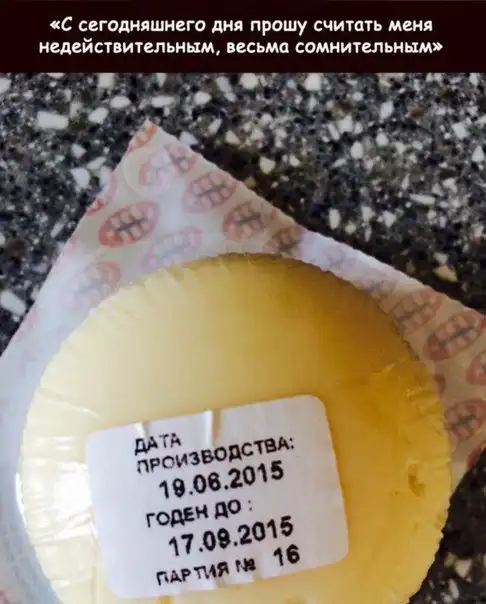 «С сегодняшнего дня прошу считать меня
недействительным, весьма сомнительным»
ДАТА
ПРОИЗВОДСТВА:
19.06.2015
ГОДЕН ДО :
17.09.2015
ПАРТИЯ № 16